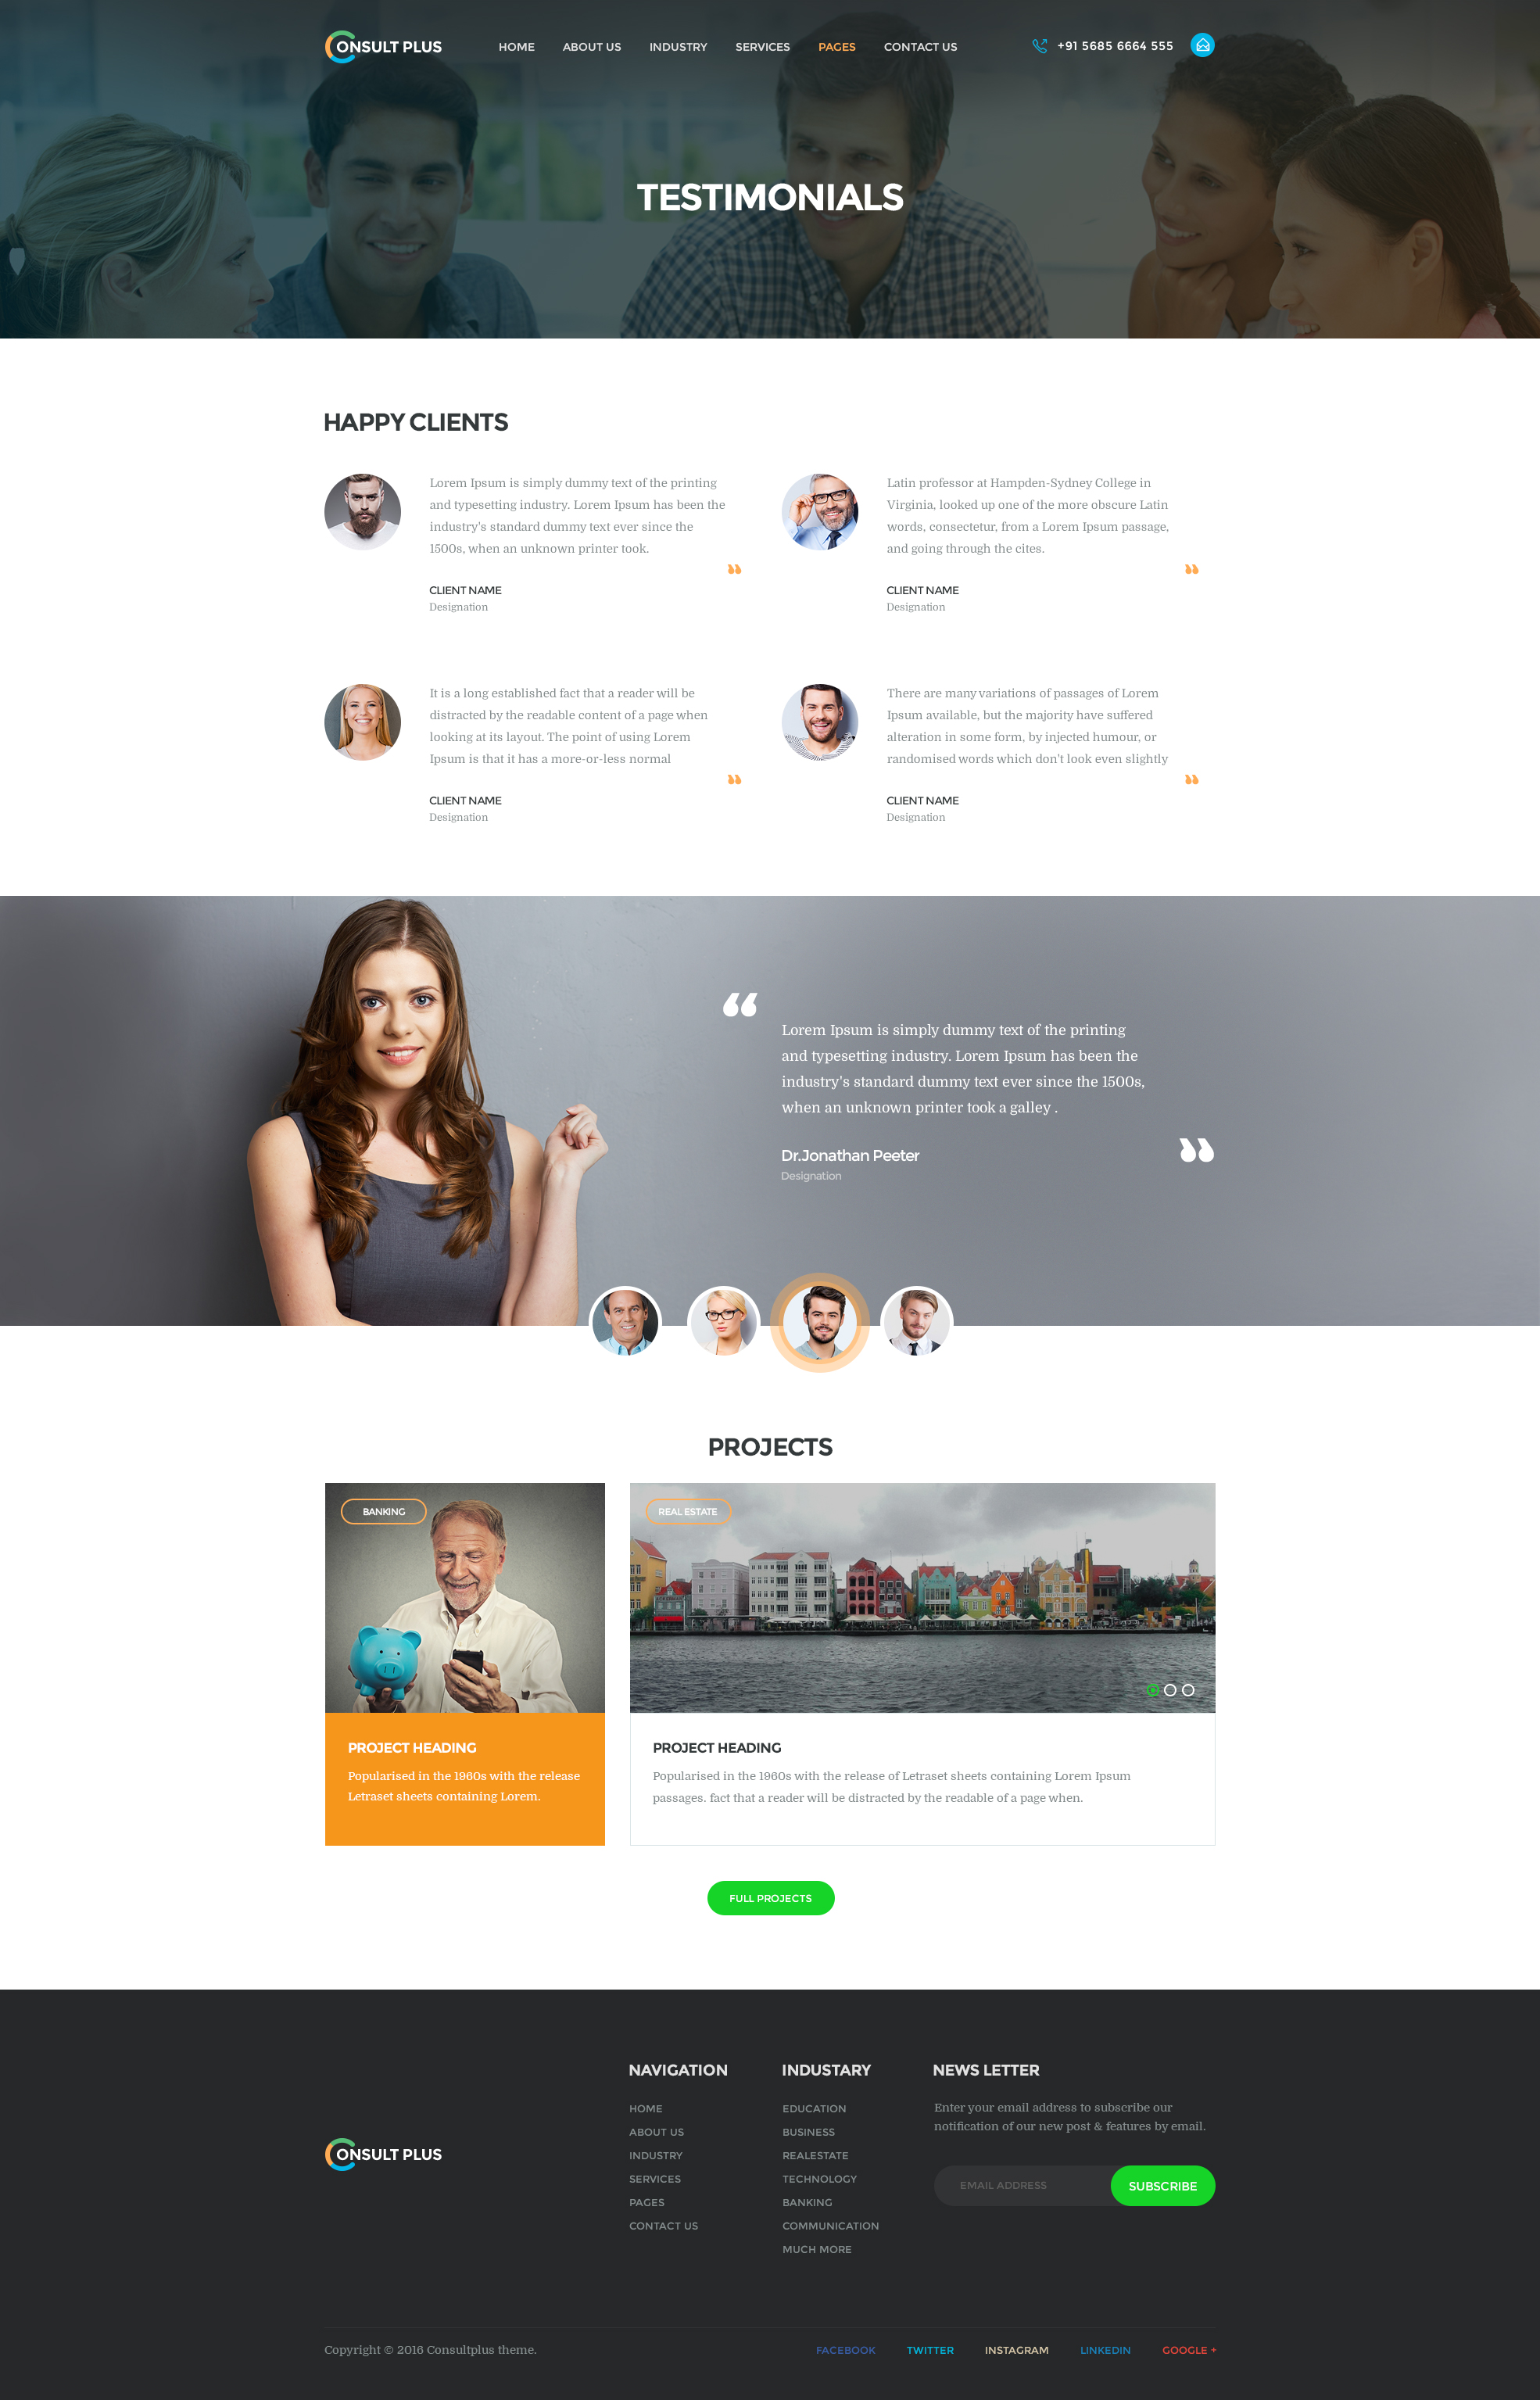 CONSULT PLUS
HOME ABOUT US INDUSTRY SERVICES PAGES CONTACT US
+91 5685 6664 555
TESTIMONIALS
HAPPY CLIENTS
Lorem Ipsum is simply dummy text of the printing
and typesetting industry. Lorem Ipsum has been the
industry's standard dummy text ever since the
1500s, when an unknown printer took.
”
CLIENT NAME
Designation
Latin professor at Hampden-Sydney College in
Virginia, looked up one of the more obscure Latin
words, consectetur, from a Lorem Ipsum passage,
and going through the cites.
”
CLIENT NAME
Designation
It is a long established fact that a reader will be
distracted by the readable content of a page when
looking at its layout. The point of using Lorem
Ipsum is that it has a more-or-less normal
”
CLIENT NAME
Designation
There are many variations of passages of Lorem
Ipsum available, but the majority have suffered
alteration in some form, by injected humour, or
randomised words which don't look even slightly
”
CLIENT NAME
Designation
“
Lorem Ipsum is simply dummy text of the printing
and typesetting industry. Lorem Ipsum has been the
industry's standard dummy text ever since the 1500s,
when an unknown printer took a galley .
”
Dr.Jonathan Peeter
Designation
PROJECTS
BANKING
PROJECT HEADING
Popularised in the 1960s with the release
Letraset sheets containing Lorem.
REAL ESTATE
PROJECT HEADING
Popularised in the 1960s with the release of Letraset sheets containing Lorem Ipsum
passages. fact that a reader will be distracted by the readable of a page when.
FULL PROJECTS
CONSULT PLUS
NAVIGATION
HOME
ABOUT US
INDUSTRY
SERVICES
PAGES
CONTACT US
INDUSTARY
EDUCATION
BUSINESS
REALESTATE
TECHNOLOGY
BANKING
COMMUNICATION
MUCH MORE
NEWS LETTER
Enter your email address to subscribe our
notification of our new post & features by email.
EMAIL ADDRESS
SUBSCRIBE
Copyright © 2016 Consultplus theme.
FACEBOOK TWITTER INSTAGRAM LINKEDIN GOOGLE +